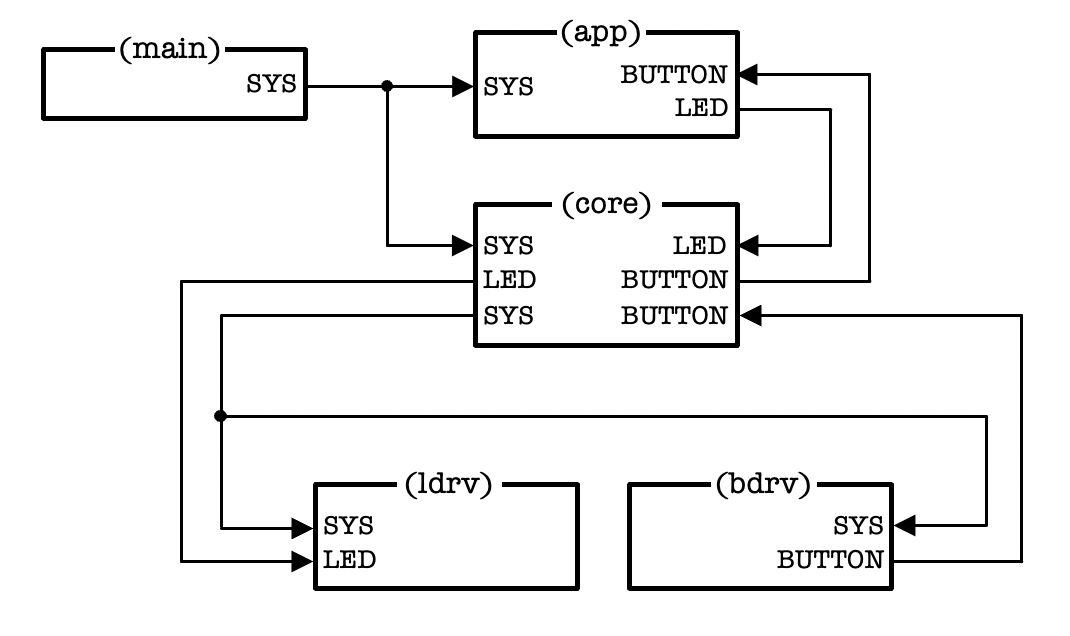 (main)
SYS
(app)
SYS
BUTTON
LED
(core)
SYS
LED
SYS
LED
BUTTON
BUTTON
(ldrv)
SYS
LED
(bdrv)
SYS
BUTTON